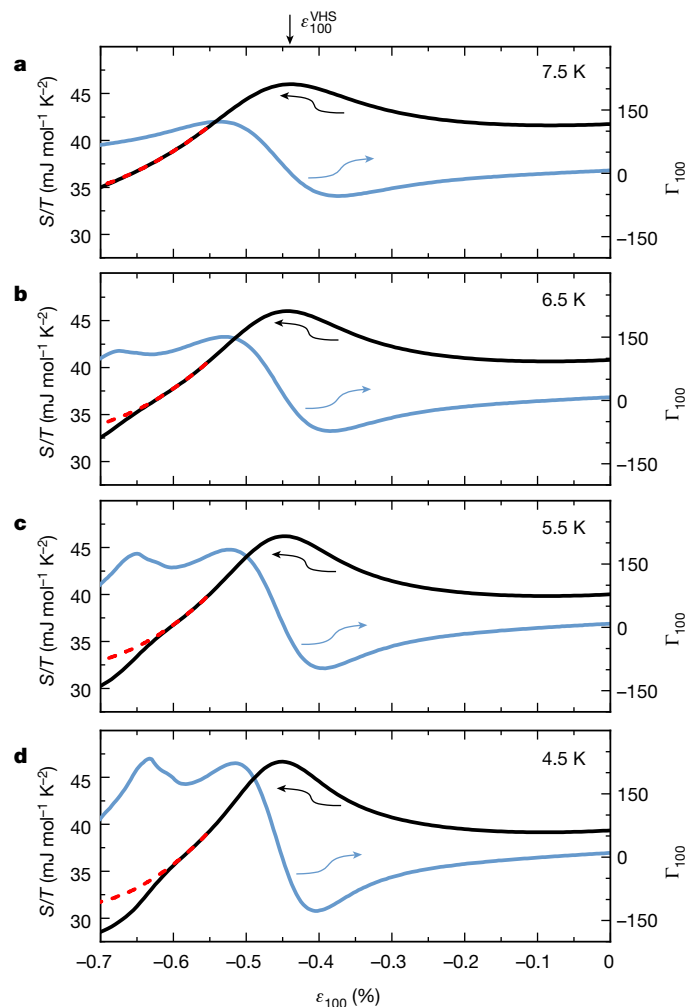 ε₁₀₀^VHS
a
7.5 K
S/T (mJ mol⁻¹ K⁻²)
45
40
35
30
150
0
−150
Γ₁₀₀
b
6.5 K
S/T (mJ mol⁻¹ K⁻²)
45
40
35
30
150
0
−150
Γ₁₀₀
c
5.5 K
S/T (mJ mol⁻¹ K⁻²)
45
40
35
30
150
0
−150
Γ₁₀₀
d
4.5 K
S/T (mJ mol⁻¹ K⁻²)
45
40
35
30
150
0
−150
Γ₁₀₀
−0.7 −0.6 −0.5 −0.4 −0.3 −0.2 −0.1 0
ε₁₀₀ (%)